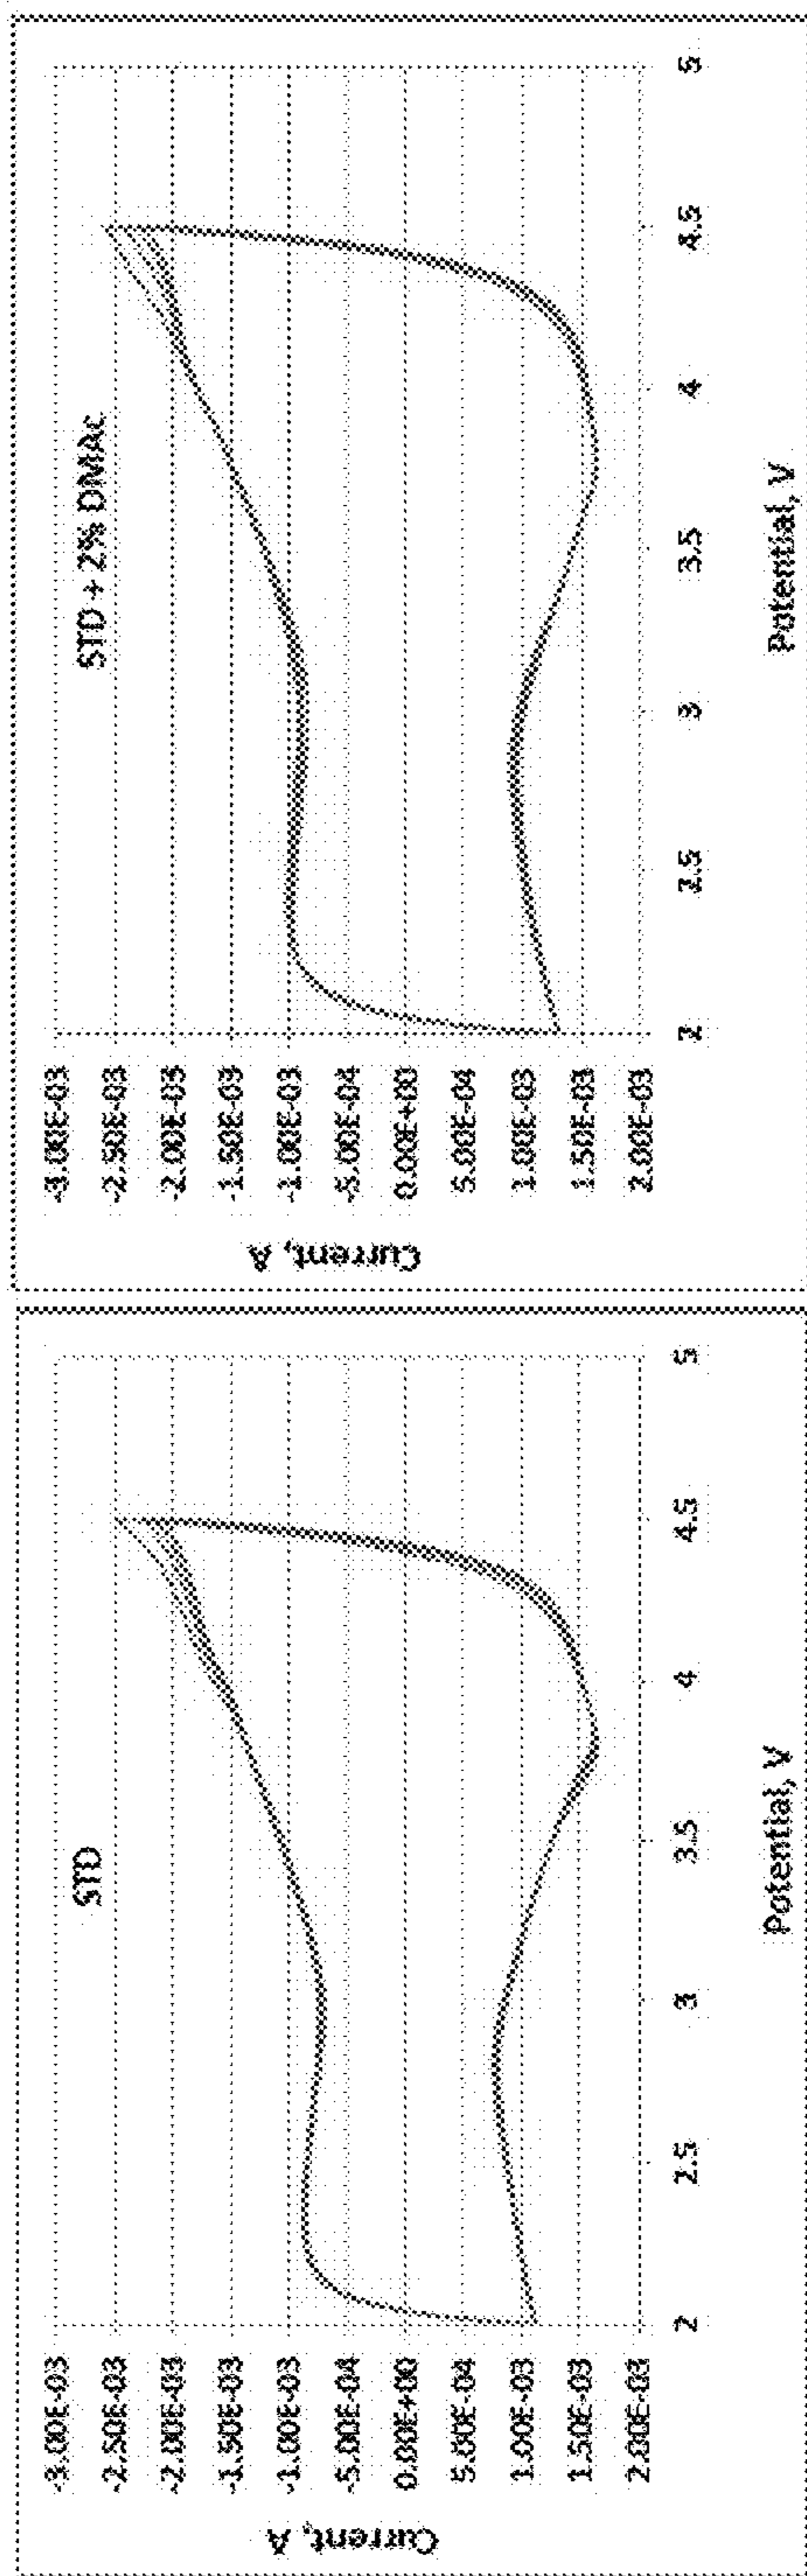 STD
Current, A
-3.00E-03
-2.50E-03
-2.00E-03
-1.50E-03
-1.00E-03
-5.00E-04
0.00E+00
5.00E-04
1.00E-03
1.50E-03
2.00E-03
2 2.5 3 3.5 4 4.5 5
Potential, V
STD + 2% DMAc
Current, A
-3.00E-03
-2.50E-03
-2.00E-03
-1.50E-03
-1.00E-03
-5.00E-04
0.00E+00
5.00E-04
1.00E-03
1.50E-03
2.00E-03
2 2.5 3 3.5 4 4.5 5
Potential, V